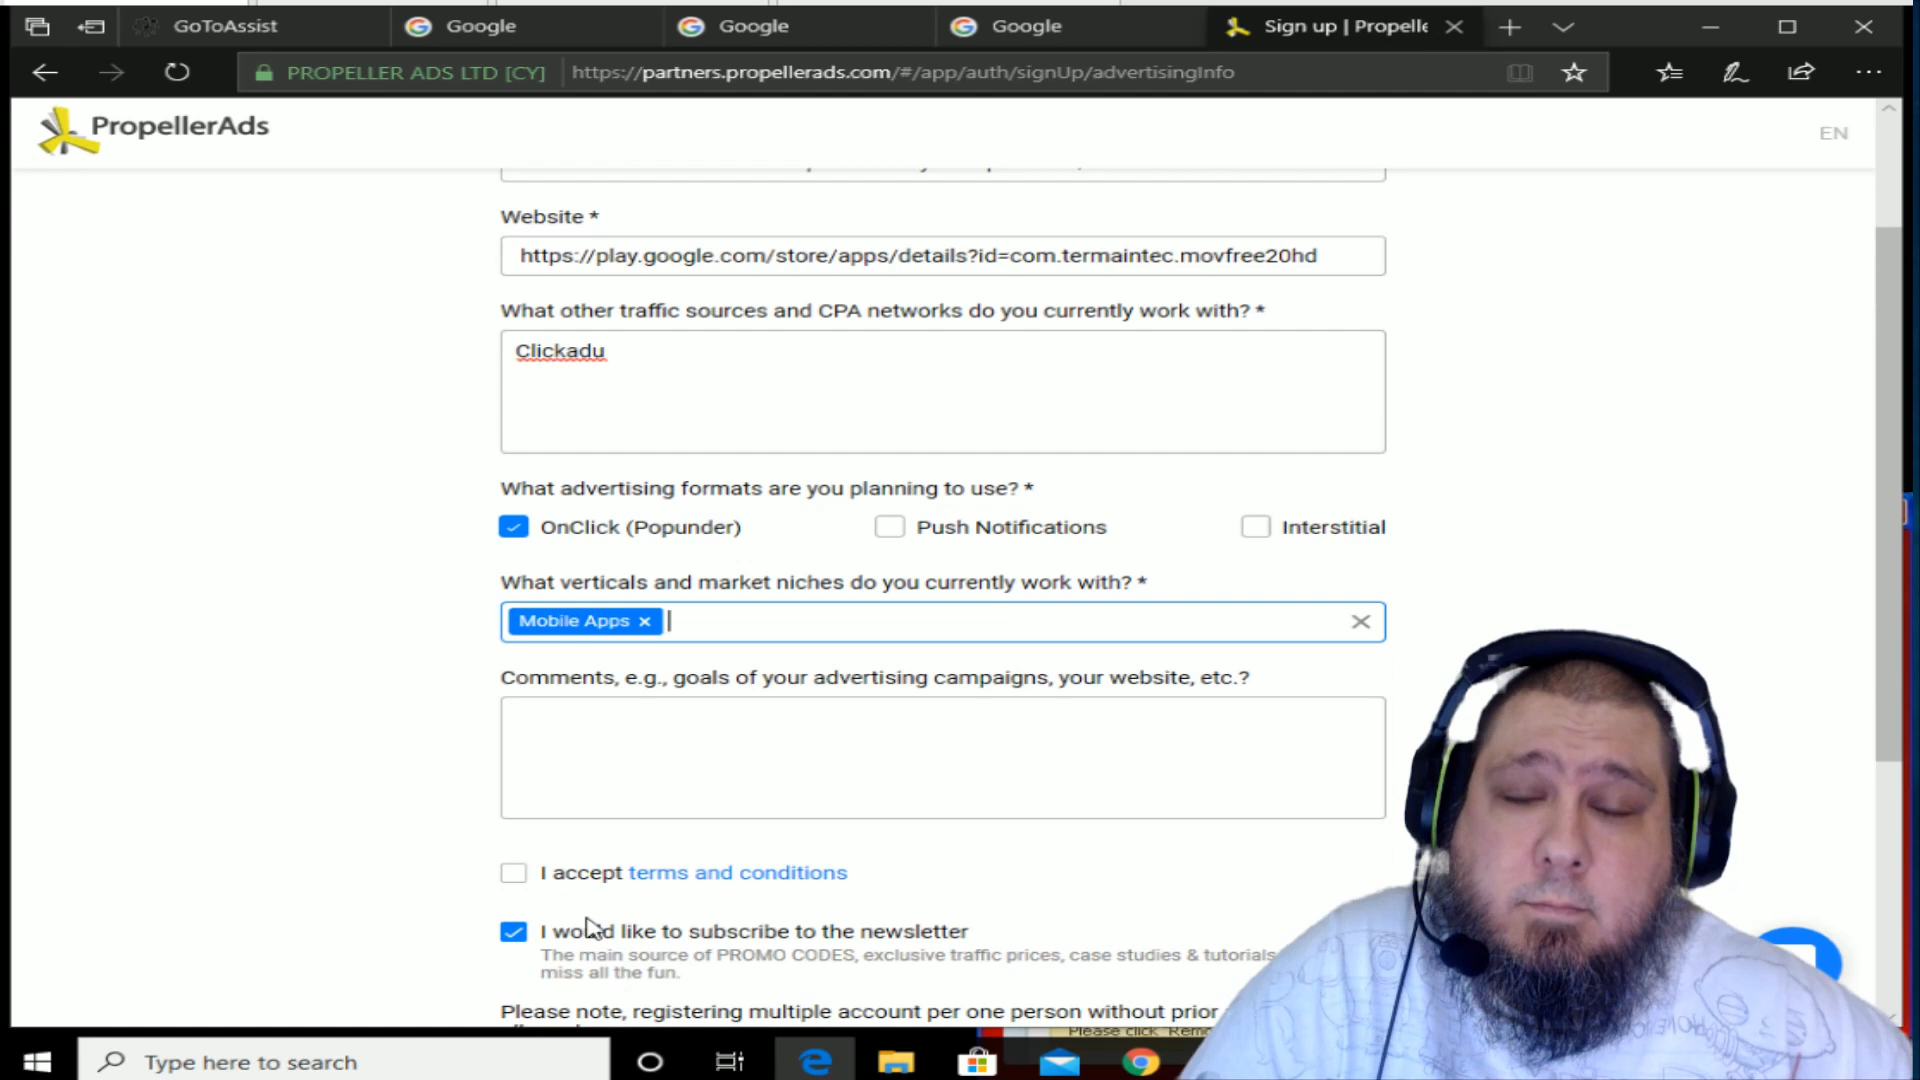 GoToAssist
Google
Google
Google
Sign up | Propelle
PROPELLER ADS LTD [CY]
https://partners.propellerads.com/#/app/auth/signUp/advertisingInfo
PropellerAds
EN
Website *
https://play.google.com/store/apps/details?id=com.termaintec.movfree20hd
What other traffic sources and CPA networks do you currently work with? *
Clickadu
What advertising formats are you planning to use? *
OnClick (Popunder)
Push Notifications
Interstitial
What verticals and market niches do you currently work with? *
Mobile Apps ×
Comments, e.g., goals of your advertising campaigns, your website, etc.?
I accept terms and conditions
I would like to subscribe to the newsletter
The main source of PROMO CODES, exclusive traffic prices, case studies & tutorials
miss all the fun.
Please note, registering multiple account per one person without prior
Please click 'Remo
Type here to search